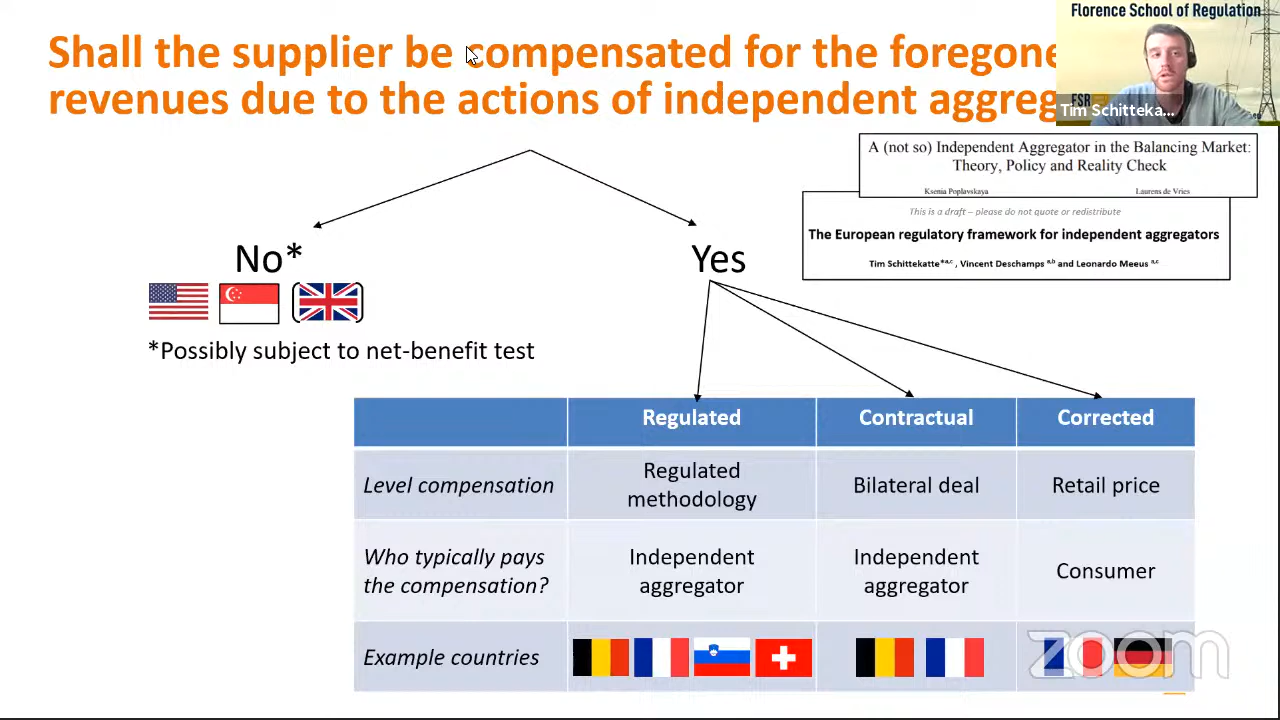 Shall the supplier be compensated for the foregone
revenues due to the actions of independent aggreg
Florence School of Regulation
FSR
Tim Schitteka...
A (not so) Independent Aggregator in the Balancing Market:
Theory, Policy and Reality Check
Ksenia Poplavskaya Laurens de Vries
This is a draft – please do not quote or redistribute
The European regulatory framework for independent aggregators
Tim Schittekatte*a,c, Vincent Deschamps a,b and Leonardo Meeus a,c
No*
Yes
*Possibly subject to net-benefit test
Regulated Contractual Corrected
Level compensation
Regulated
methodology
Bilateral deal
Retail price
Who typically pays
the compensation?
Independent
aggregator
Independent
aggregator
Consumer
Example countries
zoom